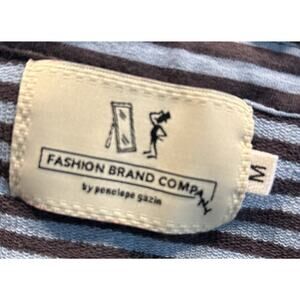 FASHION BRAND COMPANY
by penelope gazin
M